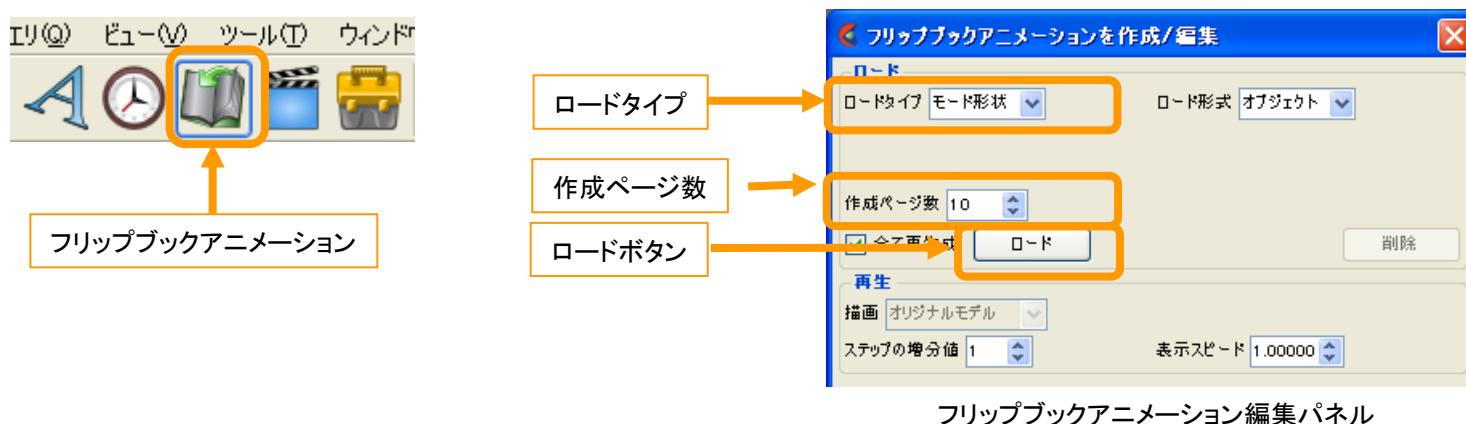 エリ(Q) ビュー(V) ツール(T) ウィンドウ
フリップブックアニメーション
ロードタイプ
作成ページ数
ロードボタン
フリップブックアニメーションを作成/編集
ロード
ロードタイプ モード形状 ロード形式 オブジェクト
作成ページ数 10
全て再作成 ロード 削除
再生
描画 オリジナルモデル
ステップの増分値 1 表示スピード 1.00000
フリップブックアニメーション編集パネル